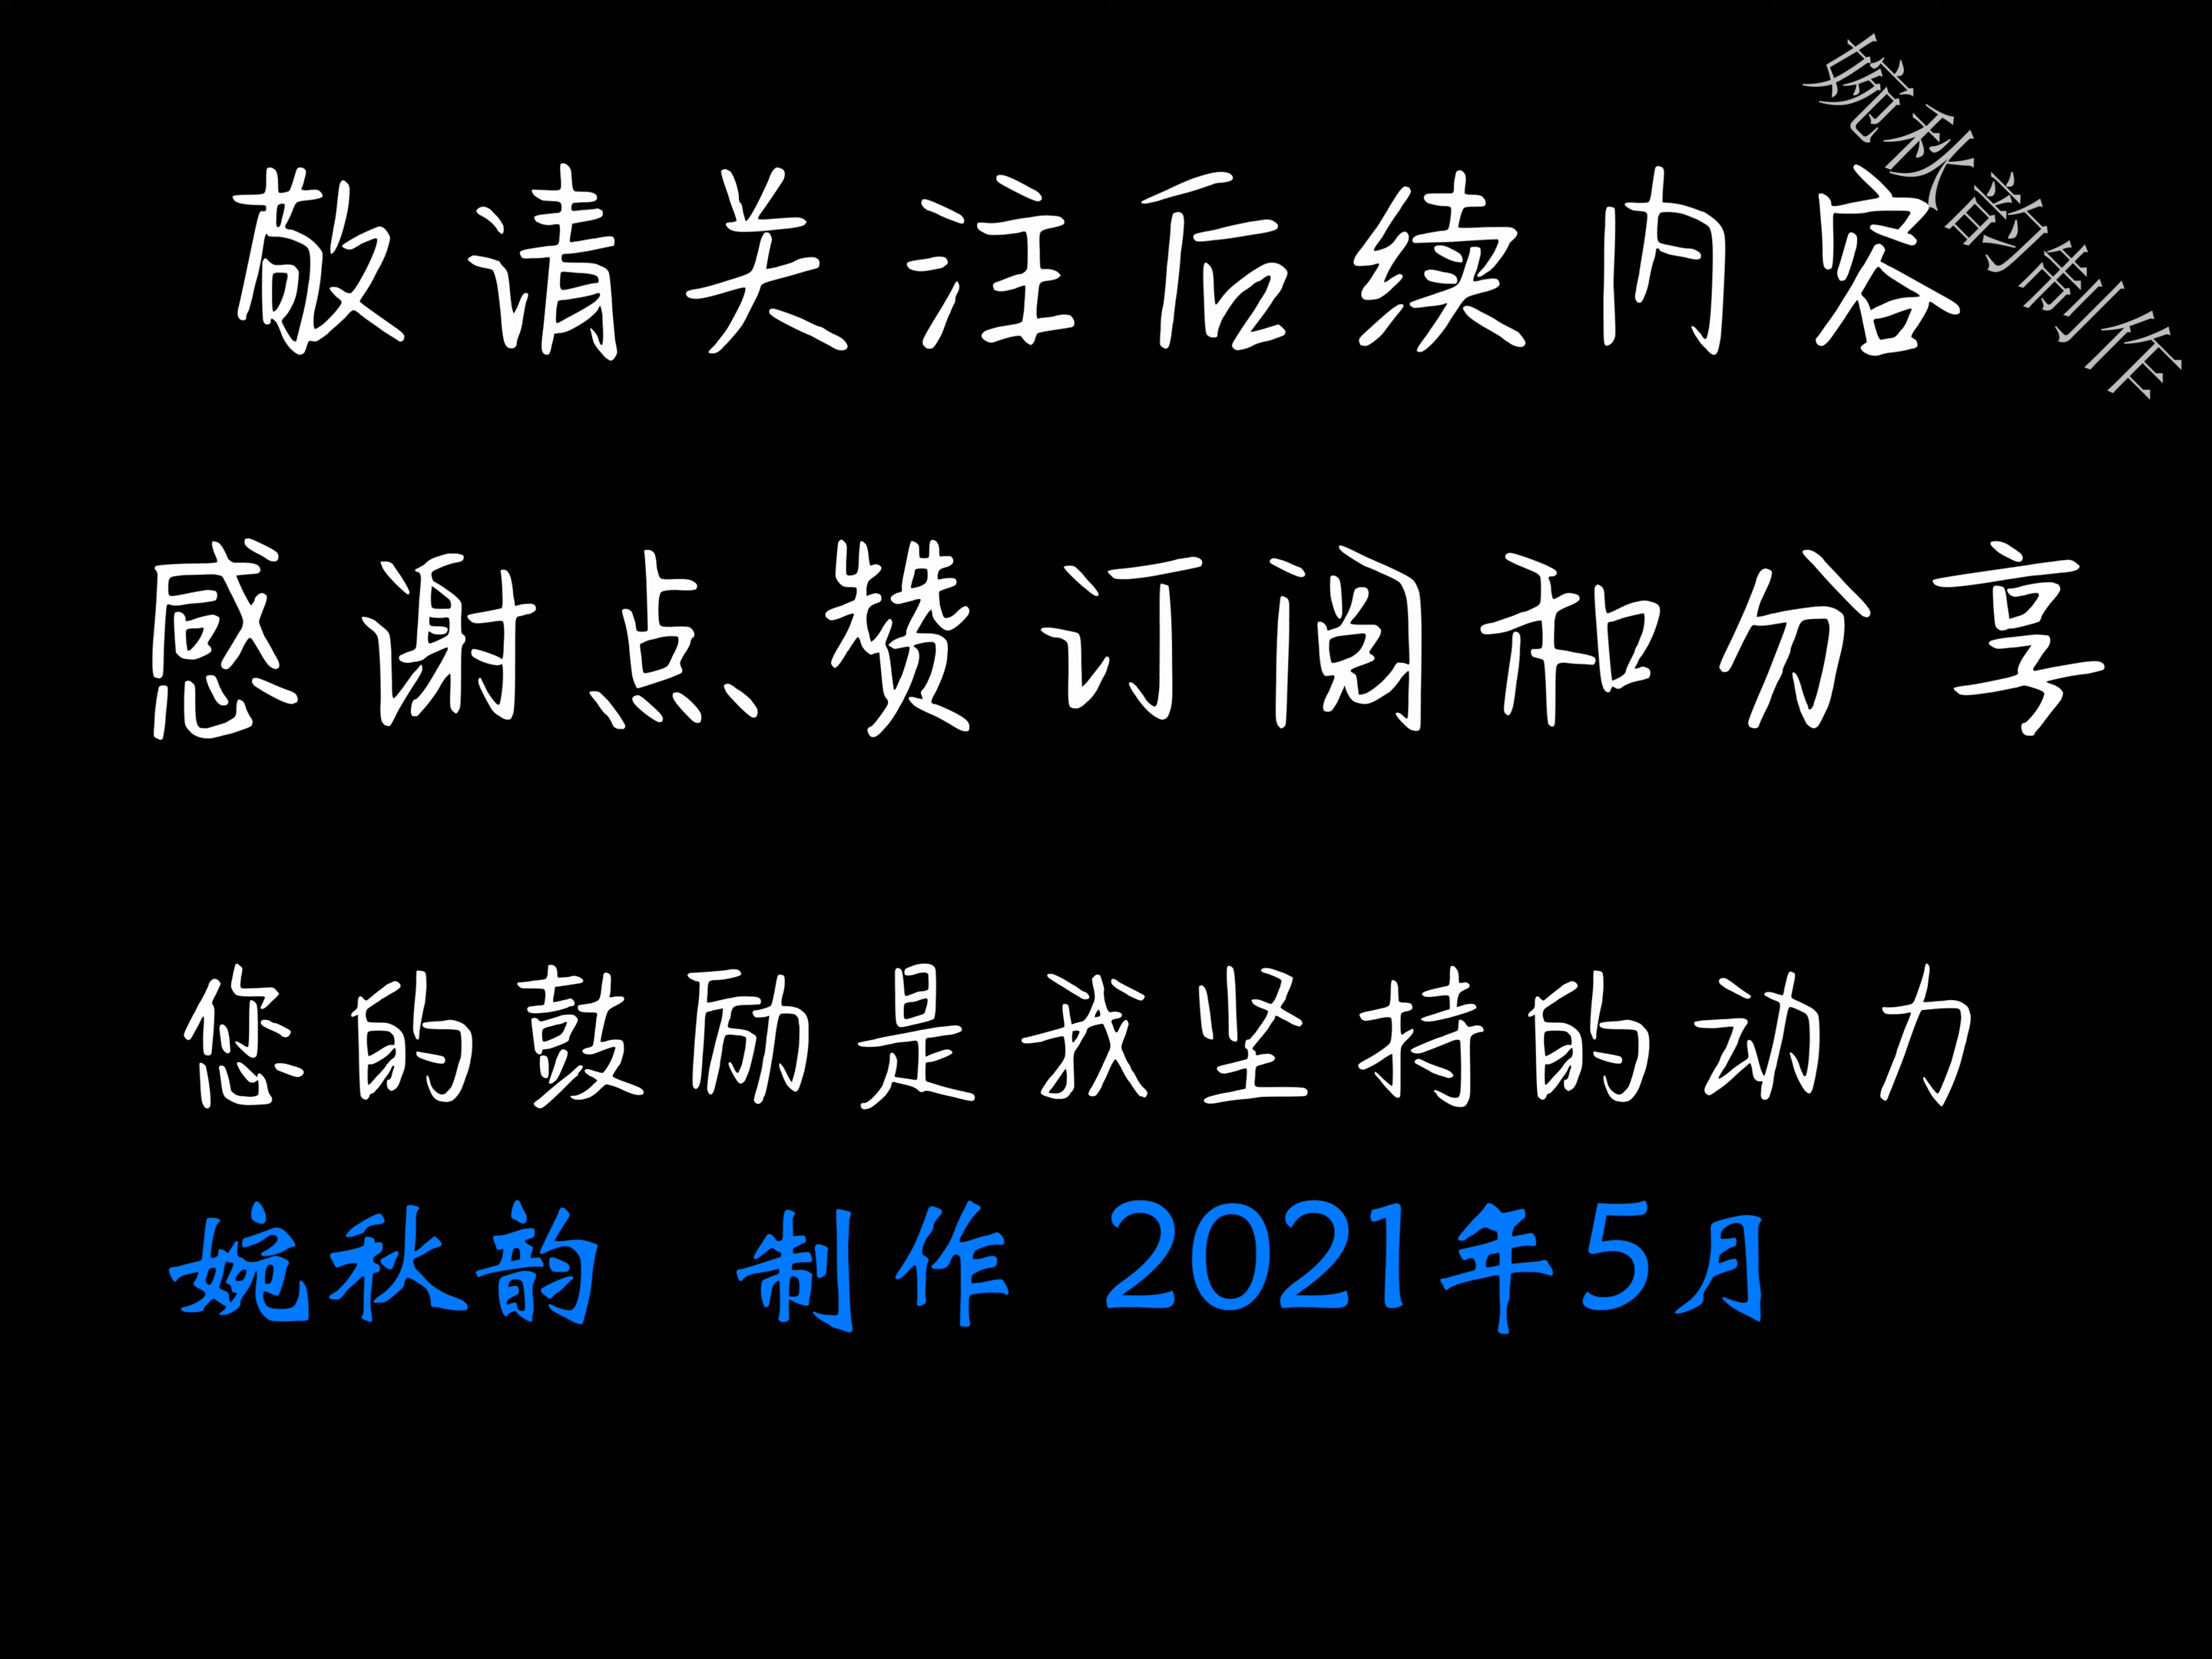 婉秋韵制作
敬请关注后续内容
感谢点赞订阅和分享
您的鼓励是我坚持的动力
婉秋韵 制作 2021年5月